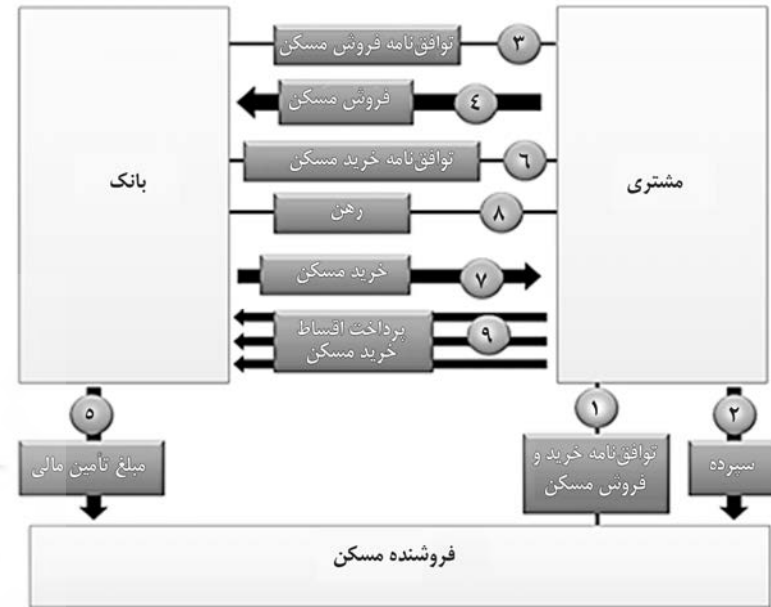 توافق‌نامه فروش مسکن
۳
فروش مسکن
٤
توافق‌نامه خرید مسکن
٦
مشتری
بانک
رهن
۸
خرید مسکن
۷
پرداخت اقساط
خرید مسکن
۹
۱
۲
۵
توافق‌نامه خرید و
فروش مسکن
سپرده
مبلغ تأمین مالی
فروشنده مسکن